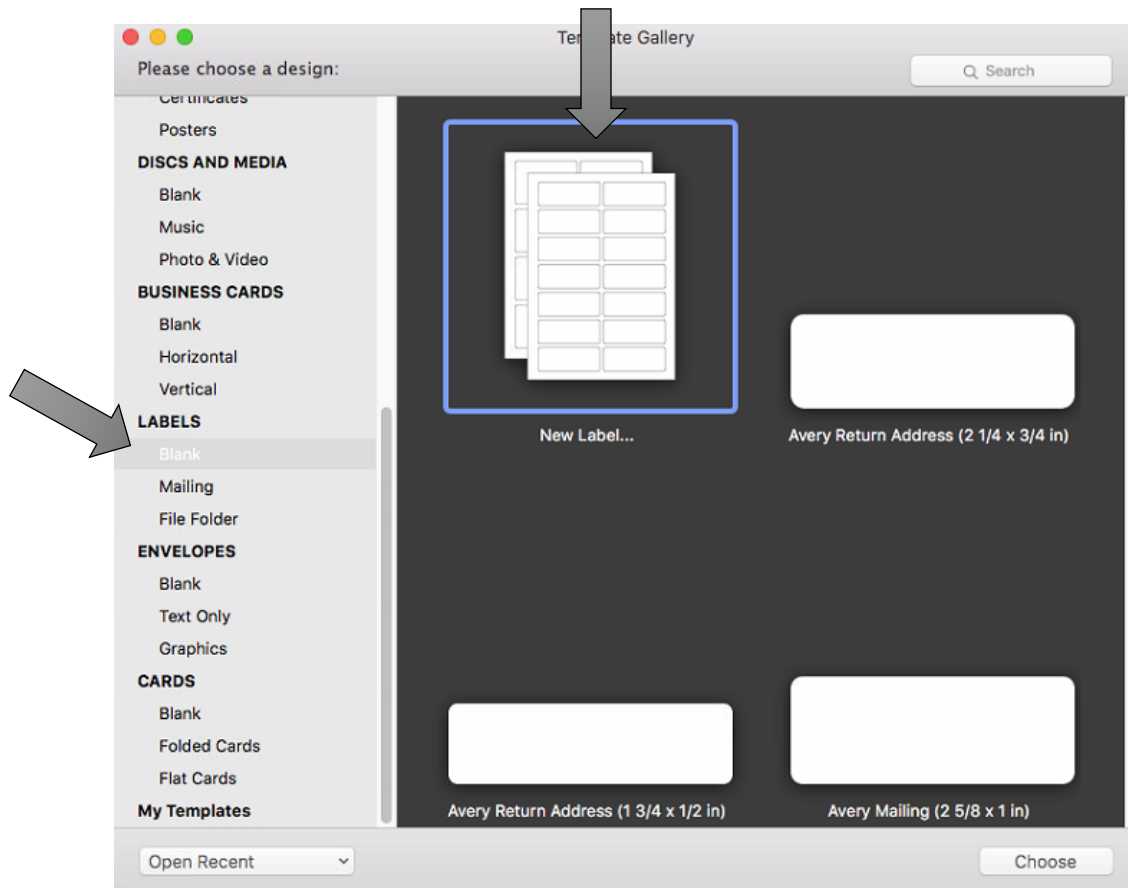 Template Gallery
Please choose a design:
Search
Certificates
Posters
DISCS AND MEDIA
Blank
Music
Photo & Video
BUSINESS CARDS
Blank
Horizontal
Vertical
LABELS
Blank
Mailing
File Folder
ENVELOPES
Blank
Text Only
Graphics
CARDS
Blank
Folded Cards
Flat Cards
My Templates
New Label...
Avery Return Address (2 1/4 x 3/4 in)
Avery Return Address (1 3/4 x 1/2 in)
Avery Mailing (2 5/8 x 1 in)
Open Recent
Choose